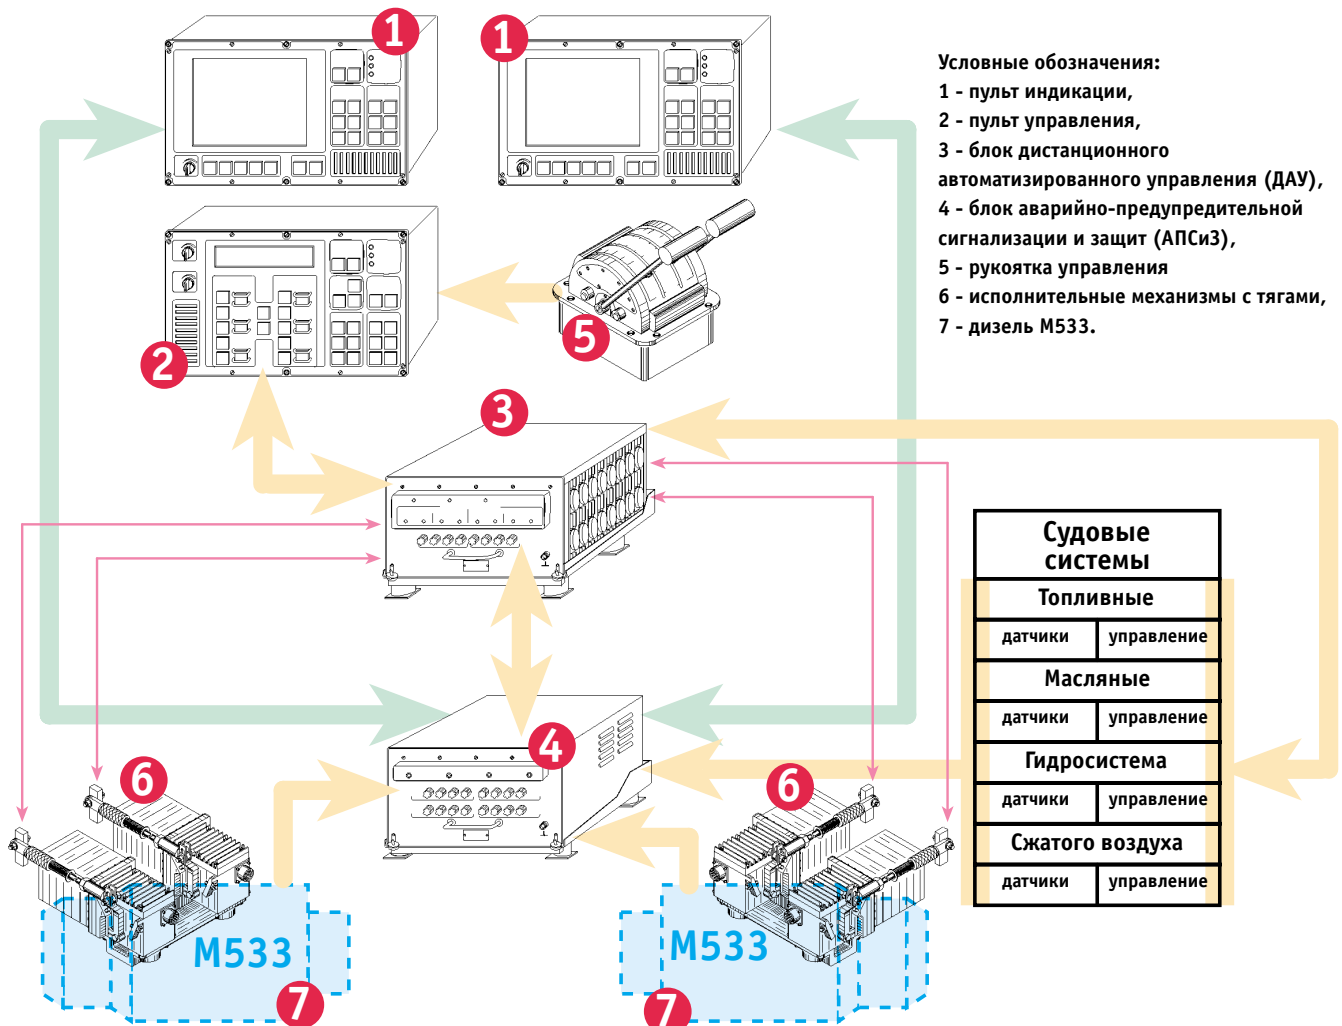 1
1
Условные обозначения:
1 - пульт индикации,
2 - пульт управления,
3 - блок дистанционного
автоматизированного управления (ДАУ),
4 - блок аварийно-предупредительной
сигнализации и защит (АПСиЗ),
5 - рукоятка управления
6 - исполнительные механизмы с тягами,
7 - дизель М533.
2
5
3
4
6
6
Судовые
системы
Топливные
датчики управление
Масляные
датчики управление
Гидросистема
датчики управление
Сжатого воздуха
датчики управление
М533
М533
7
7